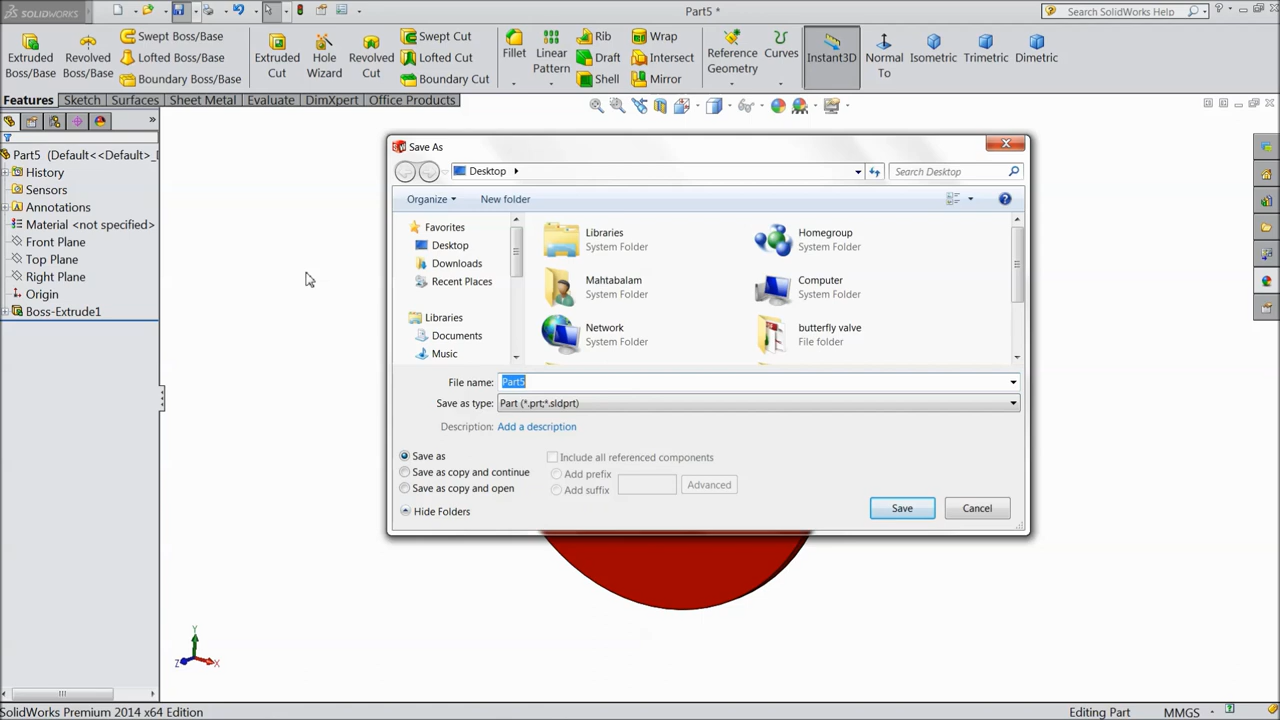 SOLIDWORKS
Part5 *
Search SolidWorks Help
Extruded Boss/Base
Revolved Boss/Base
Swept Boss/Base
Lofted Boss/Base
Boundary Boss/Base
Extruded Cut
Hole Wizard
Revolved Cut
Swept Cut
Lofted Cut
Boundary Cut
Fillet
Linear Pattern
Rib
Draft
Shell
Wrap
Intersect
Mirror
Reference Geometry
Curves
Instant3D
Normal To
Isometric
Trimetric
Dimetric
Features
Sketch
Surfaces
Sheet Metal
Evaluate
DimXpert
Office Products
Part5 (Default<<Default>_
History
Sensors
Annotations
Material <not specified>
Front Plane
Top Plane
Right Plane
Origin
Boss-Extrude1
Save As
Desktop
Search Desktop
Organize
New folder
Favorites
Desktop
Downloads
Recent Places
Libraries
Documents
Music
Libraries
System Folder
Homegroup
System Folder
Mahtabalam
System Folder
Computer
System Folder
Network
System Folder
butterfly valve
File folder
File name: Part5
Save as type: Part (*.prt;*.sldprt)
Description: Add a description
Save as
Save as copy and continue
Save as copy and open
Include all referenced components
Add prefix
Add suffix
Advanced
Hide Folders
Save
Cancel
Y
Z
X
SolidWorks Premium 2014 x64 Edition
Editing Part
MMGS